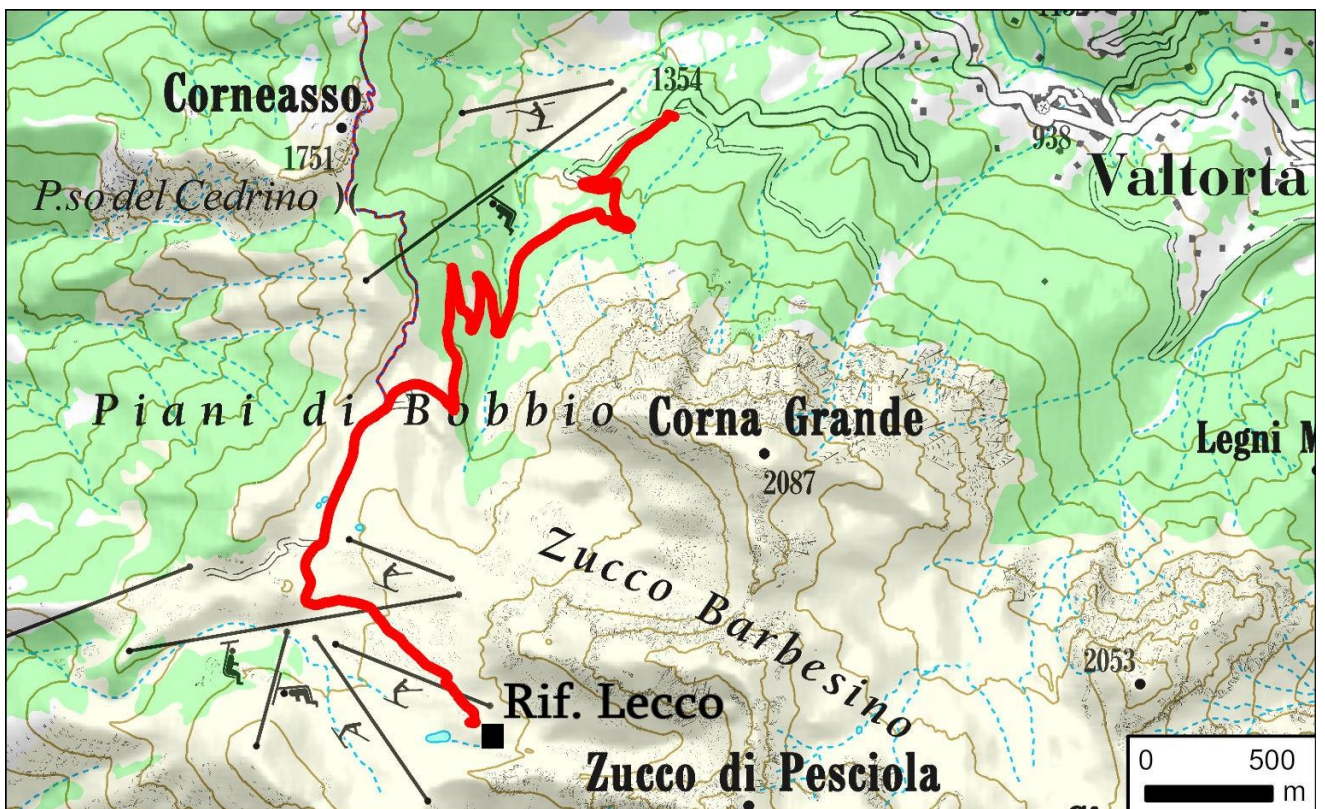 1354
Corneasso
1751
938
Valtorta
P.so del Cedrino
Piani di Bobbio
Corna Grande
2087
Legni M
Zucco Barbesino
2053
Rif. Lecco
Zucco di Pesciola
0 500
m